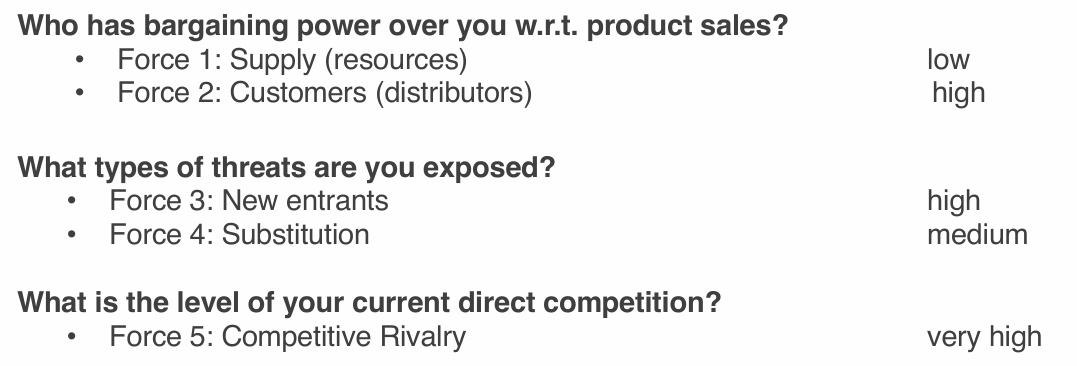 Who has bargaining power over you w.r.t. product sales?
• Force 1: Supply (resources) low
• Force 2: Customers (distributors) high
What types of threats are you exposed?
• Force 3: New entrants high
• Force 4: Substitution medium
What is the level of your current direct competition?
• Force 5: Competitive Rivalry very high